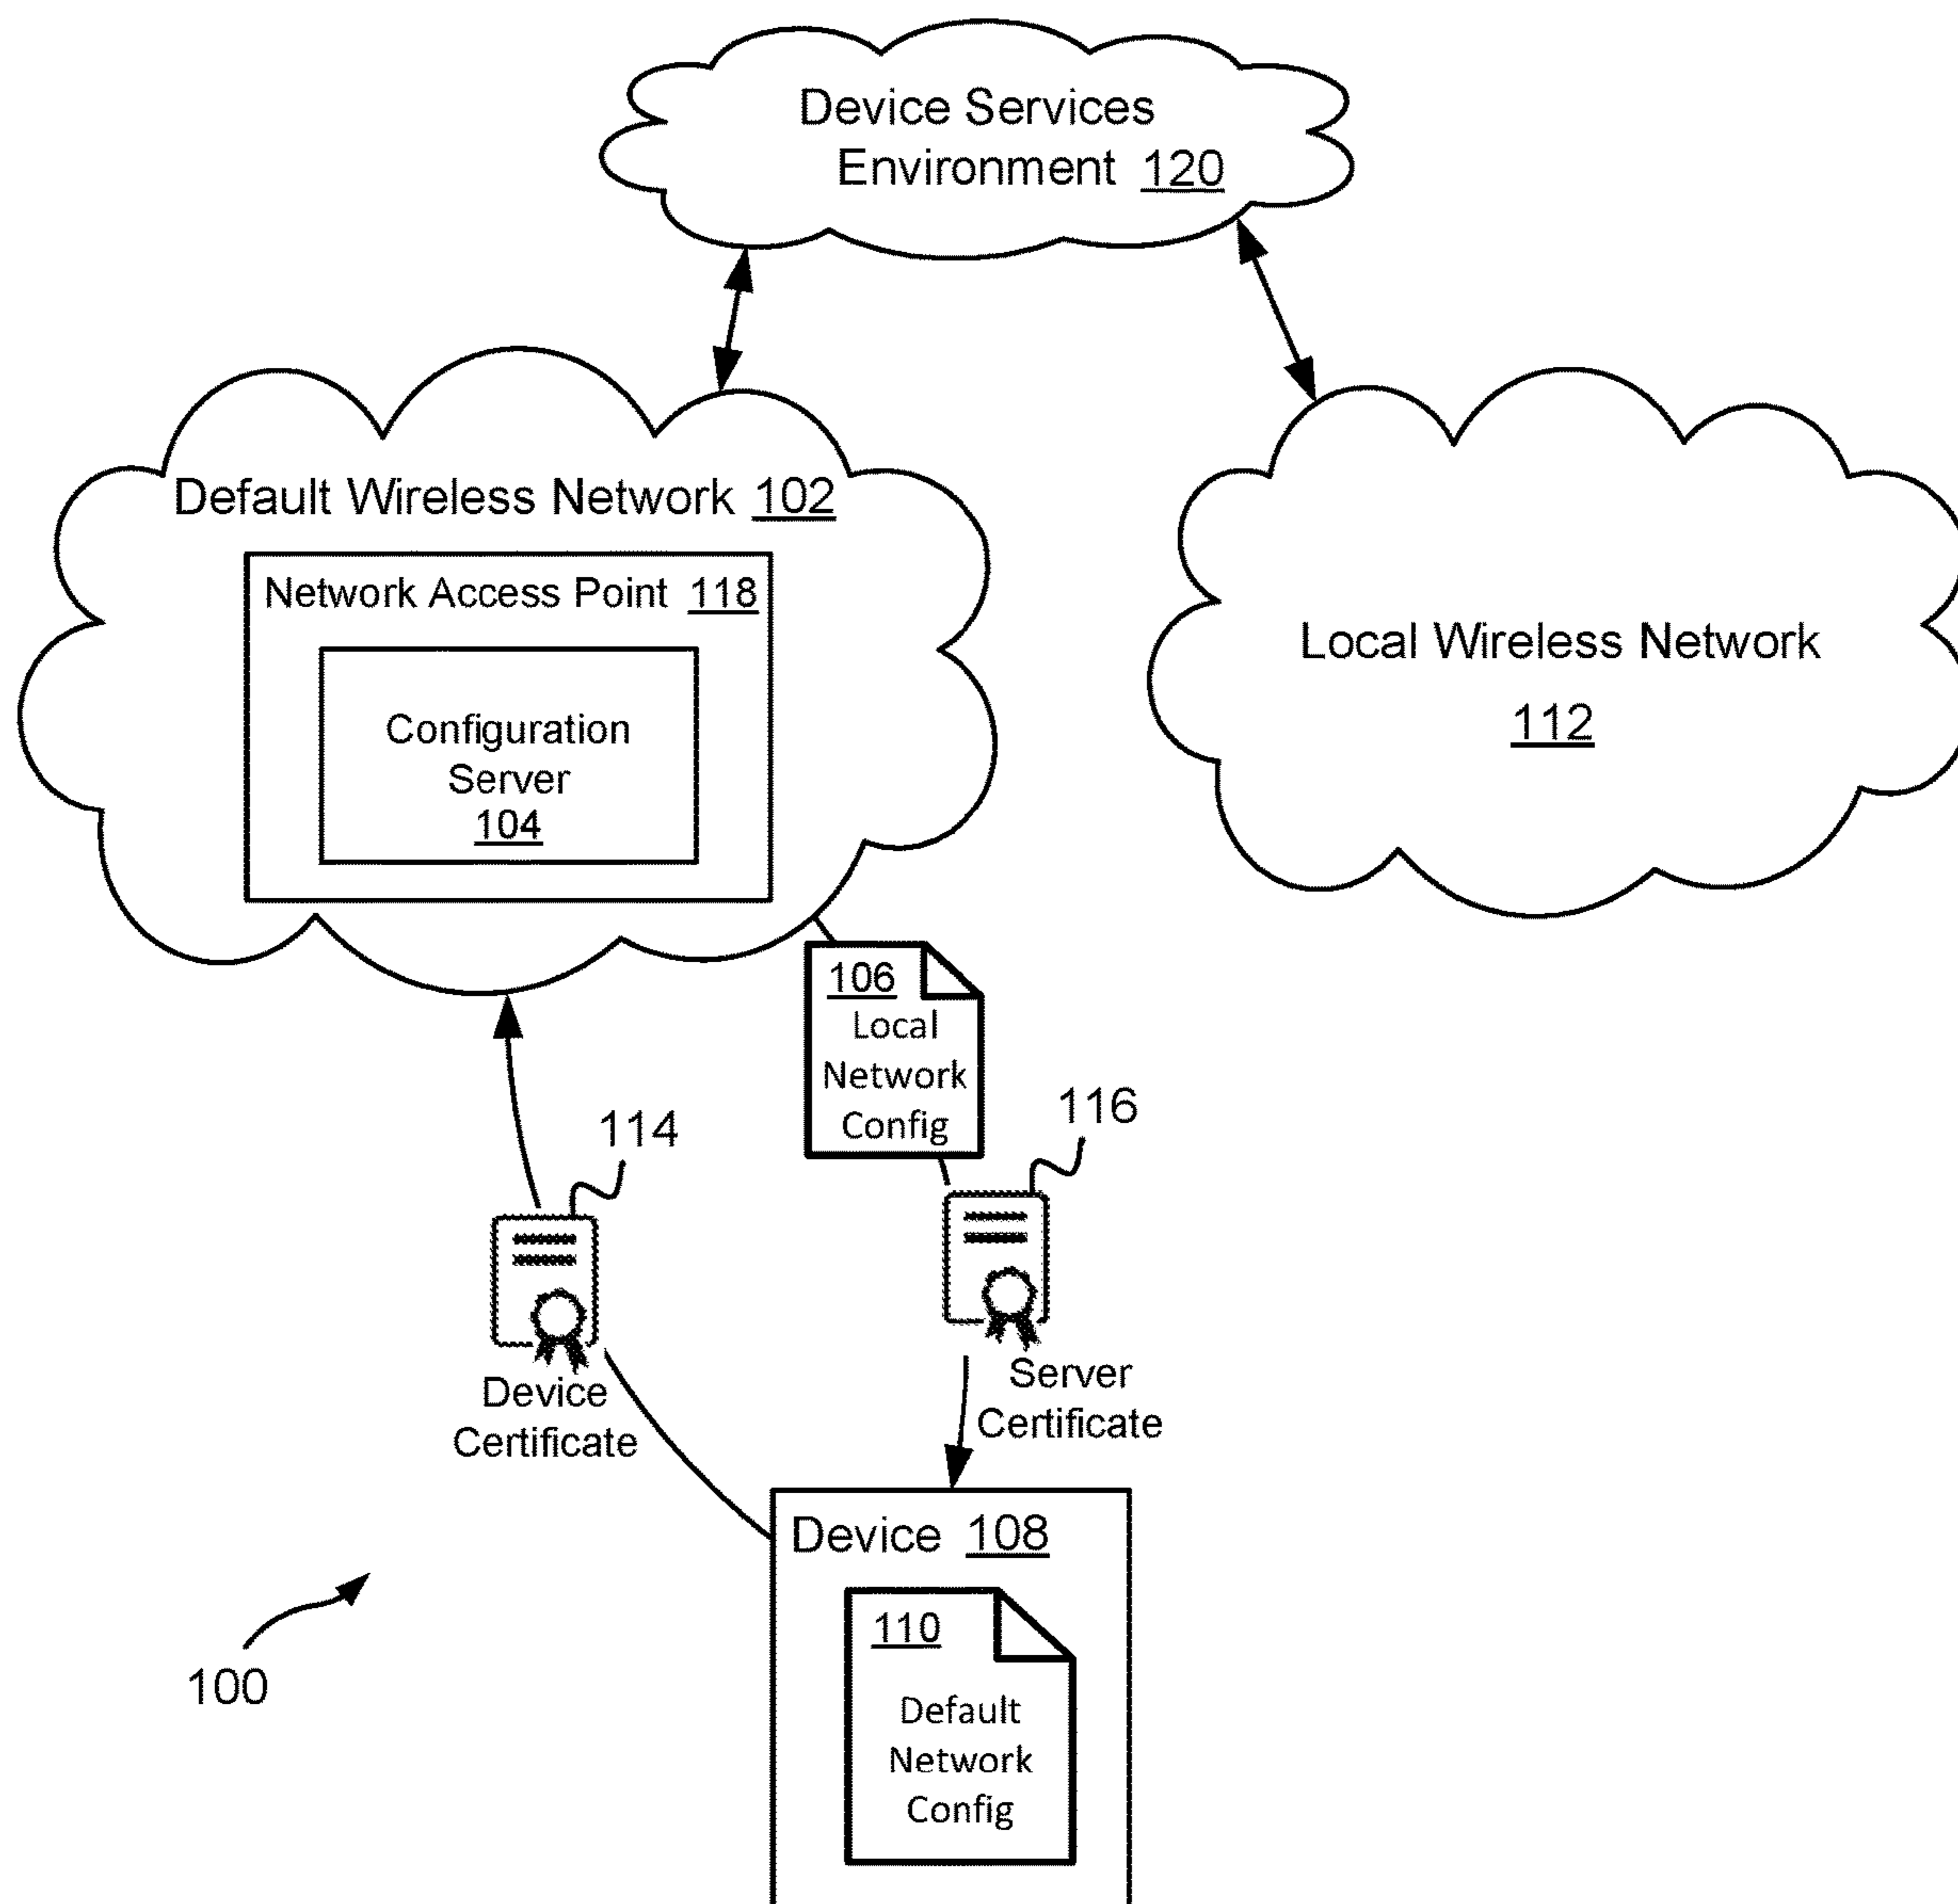 Device Services
Environment 120
Default Wireless Network 102
Network Access Point 118
Configuration
Server
104
Local Wireless Network
112
106
Local
Network
Config
114
116
Device
Certificate
Server
Certificate
Device 108
110
Default
Network
Config
100